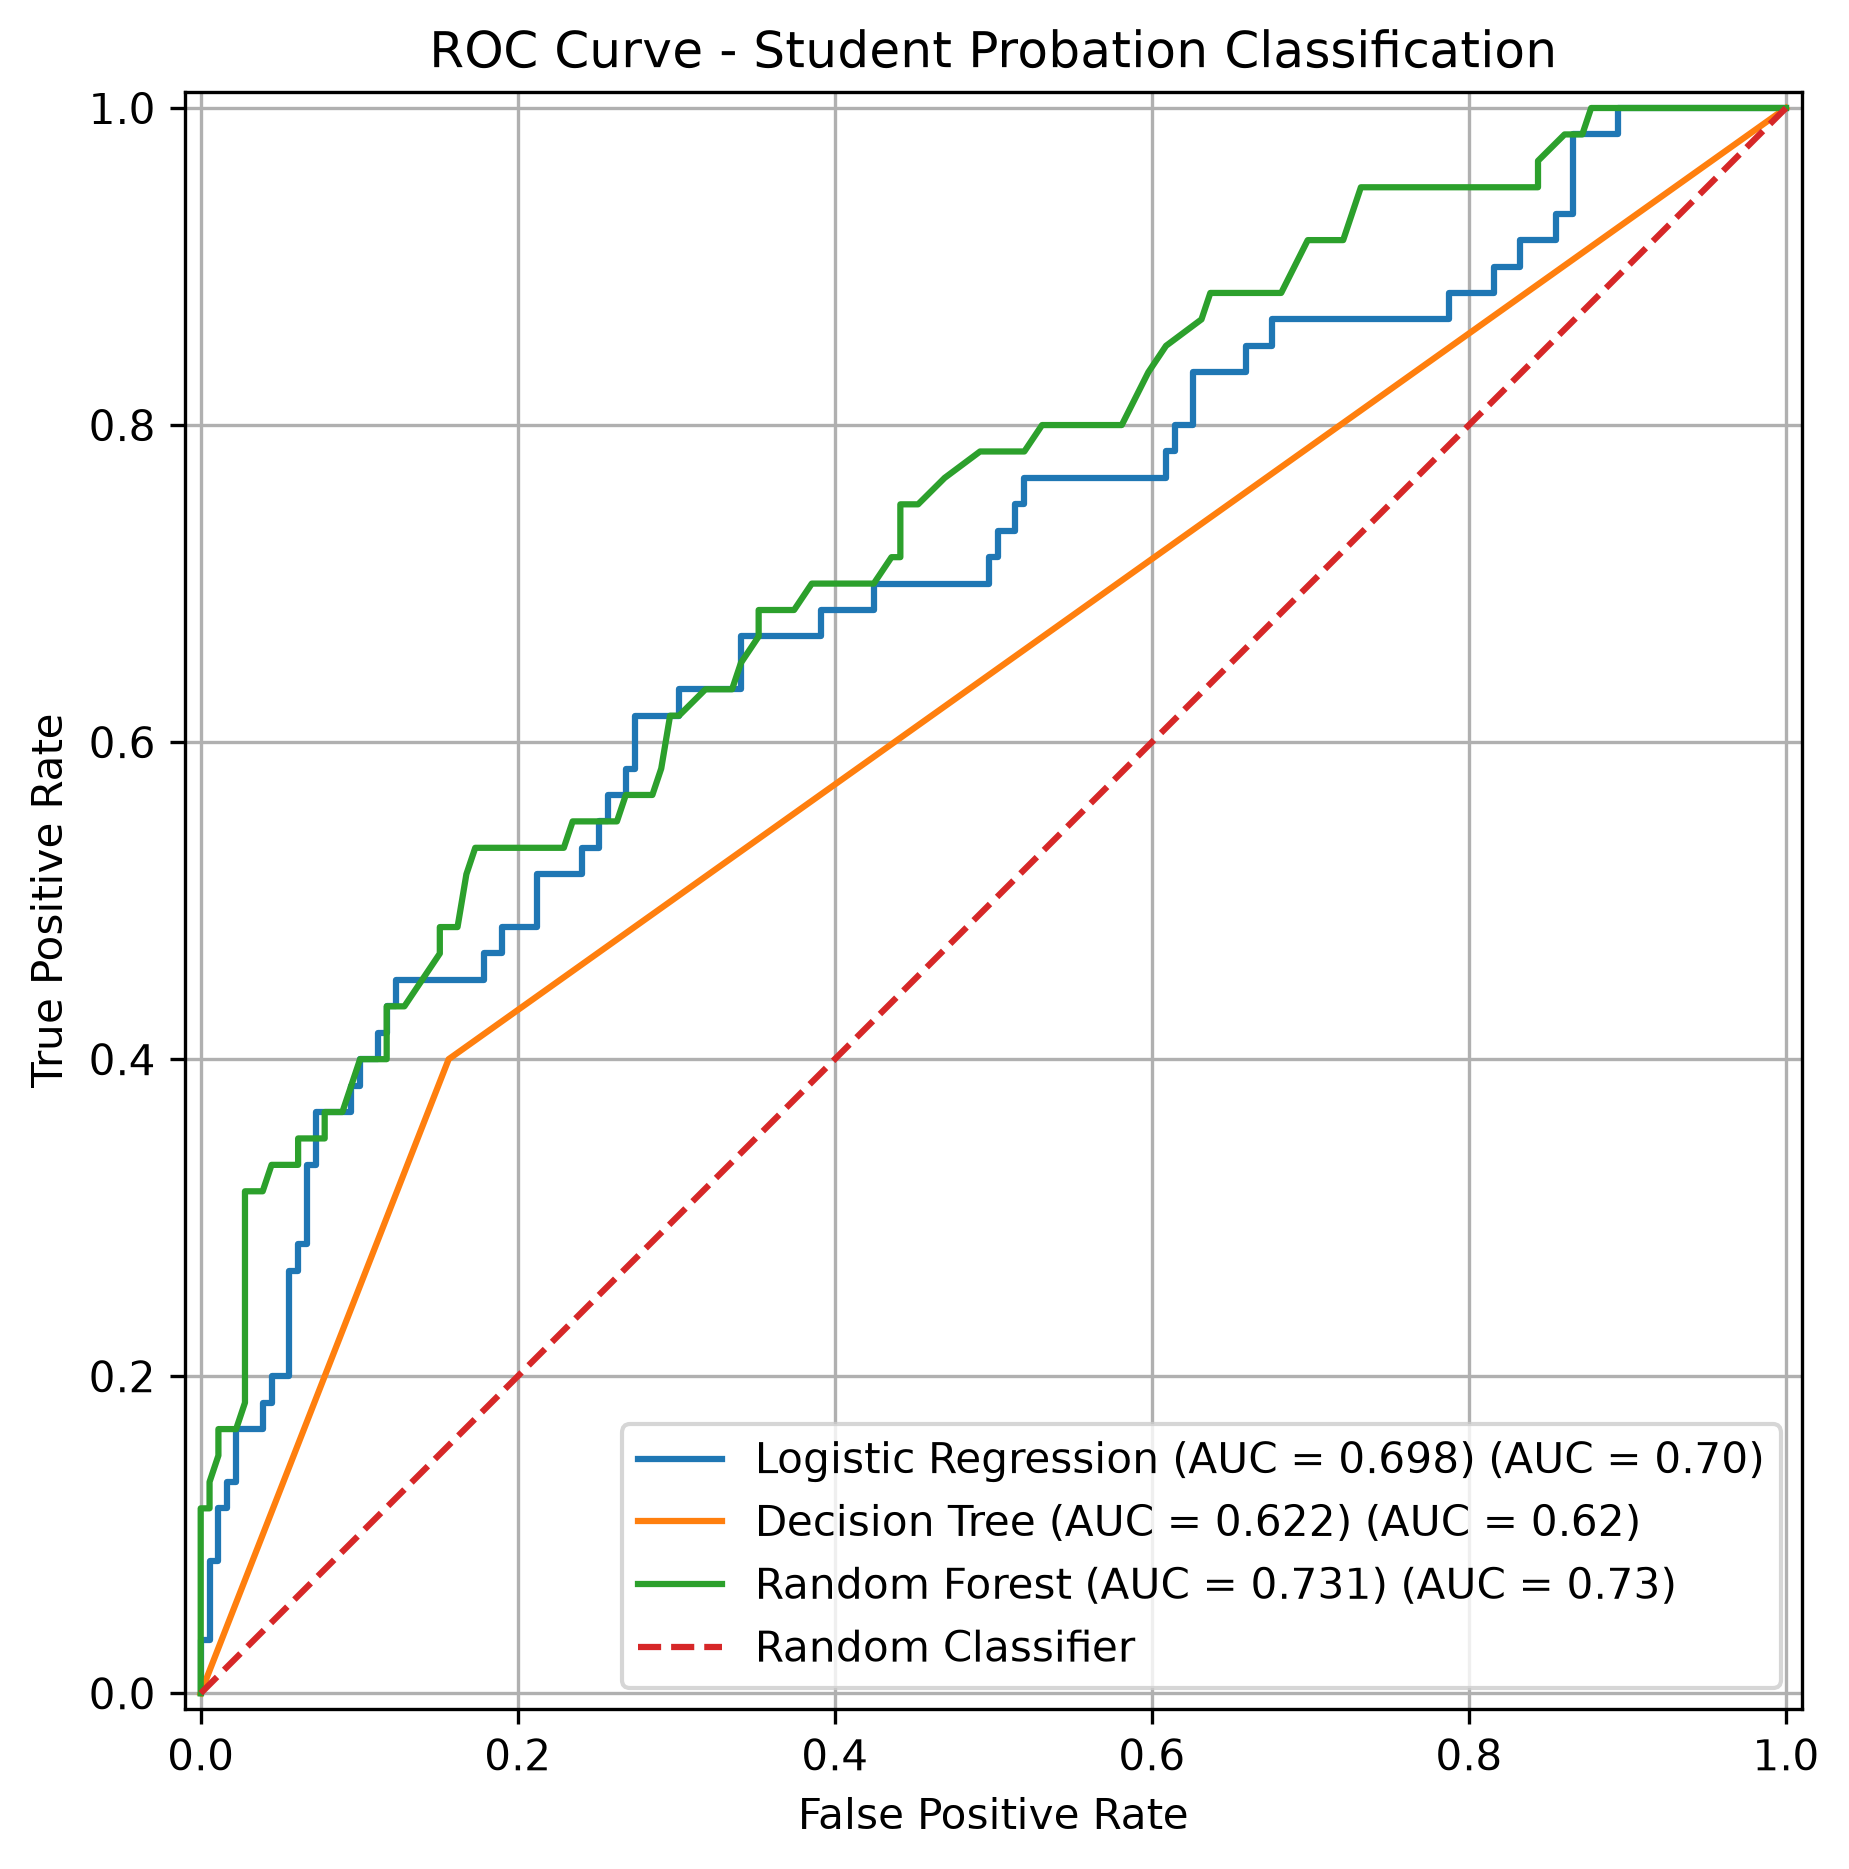 ROC Curve - Student Probation Classification
1.0
0.8
0.6
0.4
0.2
0.0
True Positive Rate
Logistic Regression (AUC = 0.698) (AUC = 0.70)
Decision Tree (AUC = 0.622) (AUC = 0.62)
Random Forest (AUC = 0.731) (AUC = 0.73)
Random Classifier
0.0 0.2 0.4 0.6 0.8 1.0
False Positive Rate